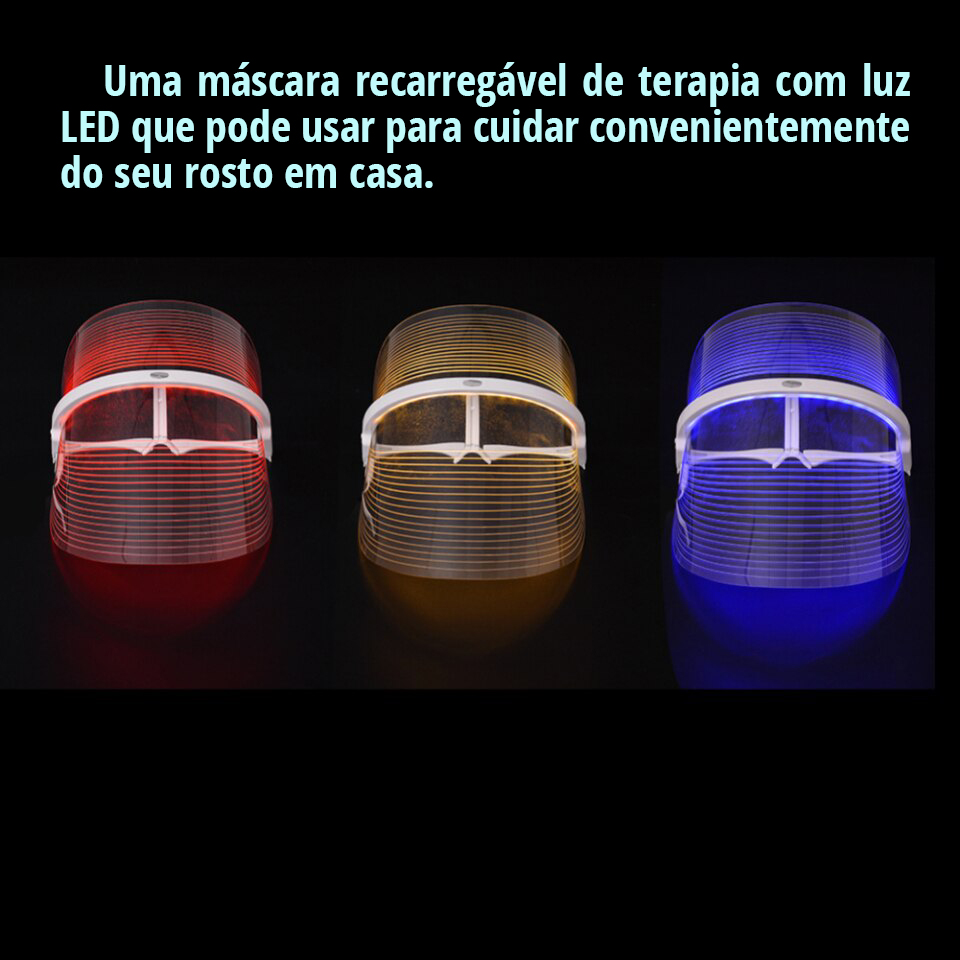 Uma máscara recarregável de terapia com luz
LED que pode usar para cuidar convenientemente
do seu rosto em casa.